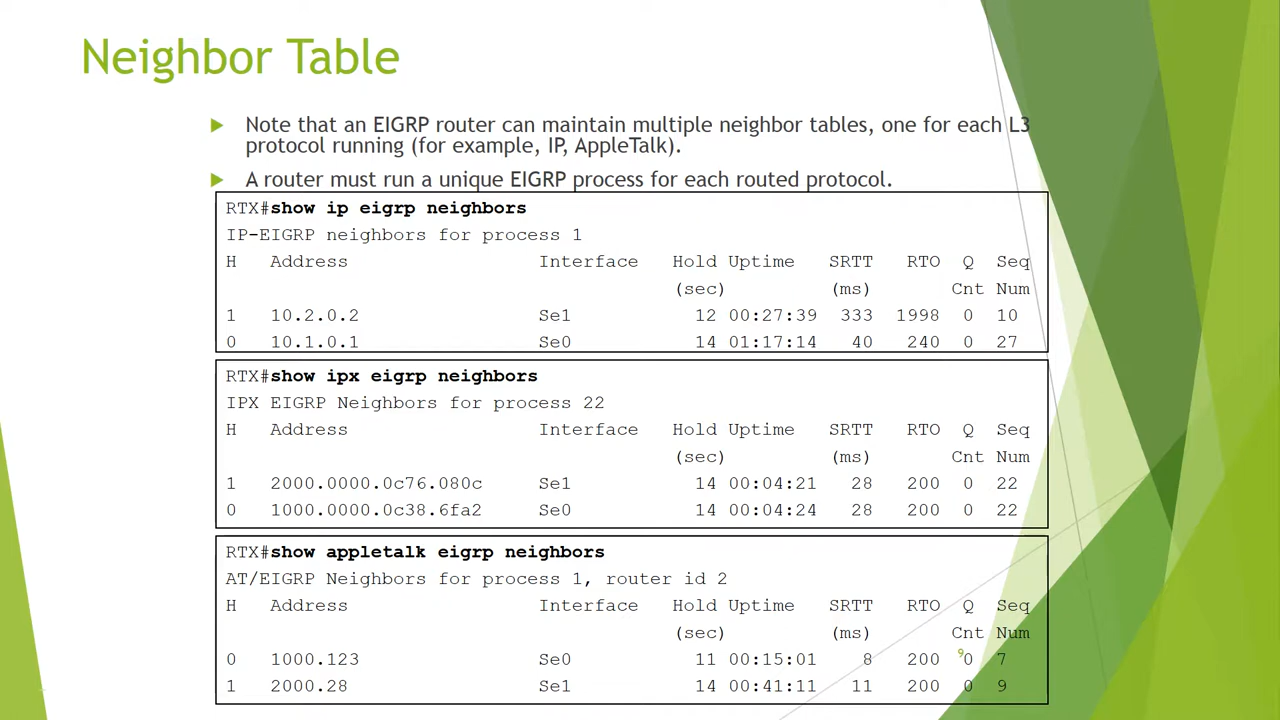 Neighbor Table
Note that an EIGRP router can maintain multiple neighbor tables, one for each L3
protocol running (for example, IP, AppleTalk).
A router must run a unique EIGRP process for each routed protocol.
RTX#show ip eigrp neighbors
IP-EIGRP neighbors for process 1
H Address Interface Hold Uptime SRTT RTO Q Seq
(sec) (ms) Cnt Num
1 10.2.0.2 Se1 12 00:27:39 333 1998 0 10
0 10.1.0.1 Se0 14 01:17:14 40 240 0 27
RTX#show ipx eigrp neighbors
IPX EIGRP Neighbors for process 22
H Address Interface Hold Uptime SRTT RTO Q Seq
(sec) (ms) Cnt Num
1 2000.0000.0c76.080c Se1 14 00:04:21 28 200 0 22
0 1000.0000.0c38.6fa2 Se0 14 00:04:24 28 200 0 22
RTX#show appletalk eigrp neighbors
AT/EIGRP Neighbors for process 1, router id 2
H Address Interface Hold Uptime SRTT RTO Q Seq
(sec) (ms) Cnt Num
0 1000.123 Se0 11 00:15:01 8 200 0 7
1 2000.28 Se1 14 00:41:11 11 200 0 9
9